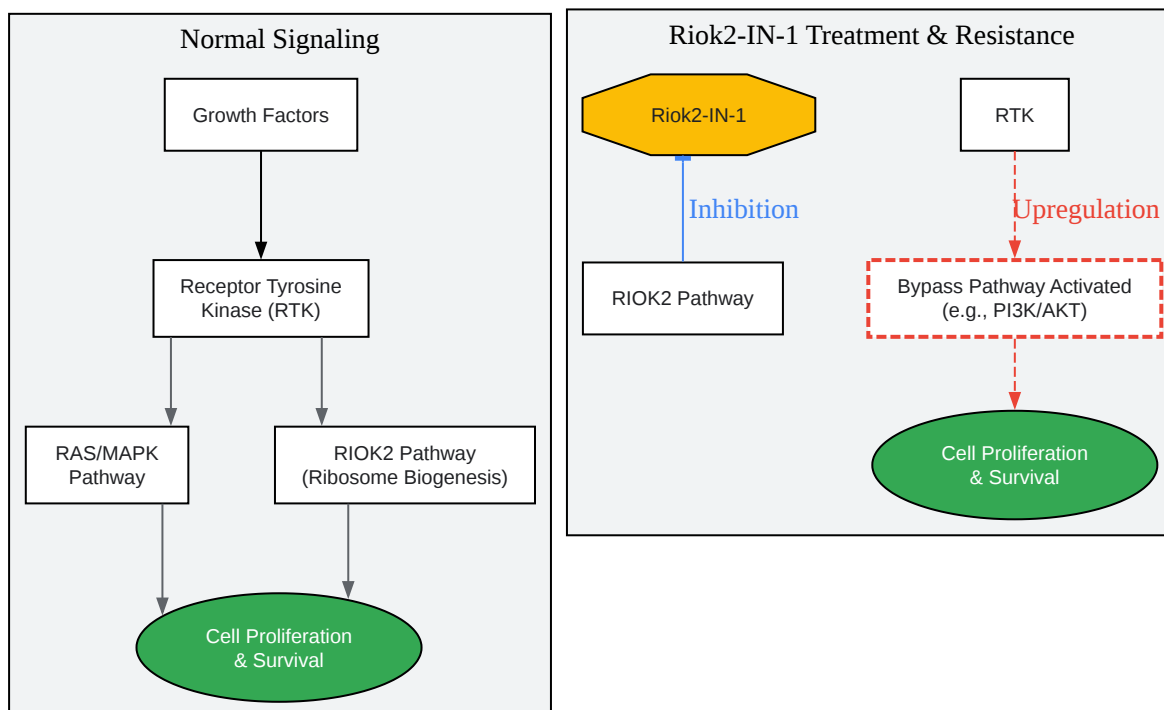 Normal Signaling
Growth Factors
Receptor Tyrosine
Kinase (RTK)
RAS/MAPK
Pathway
RIOK2 Pathway
(Ribosome Biogenesis)
Cell Proliferation
& Survival
Riok2-IN-1 Treatment & Resistance
Riok2-IN-1
RTK
Inhibition
Upregulation
RIOK2 Pathway
Bypass Pathway Activated
(e.g., PI3K/AKT)
Cell Proliferation
& Survival